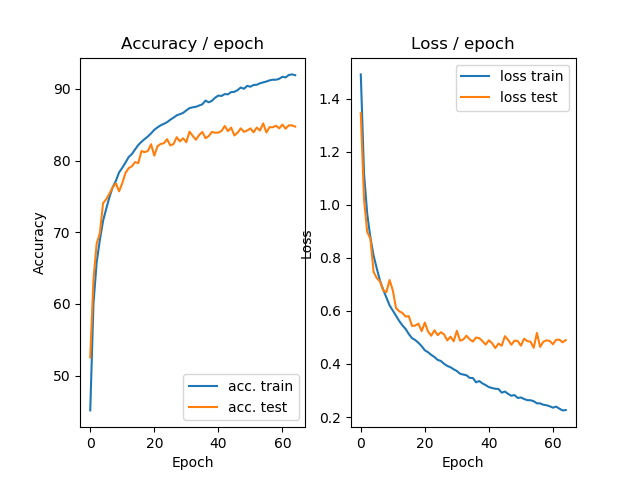 Accuracy / epoch
Accuracy
90
80
70
60
50
0
20
40
60
Epoch
acc. train
acc. test
Loss / epoch
Loss
1.4
1.2
1.0
0.8
0.6
0.4
0.2
0
20
40
60
Epoch
loss train
loss test